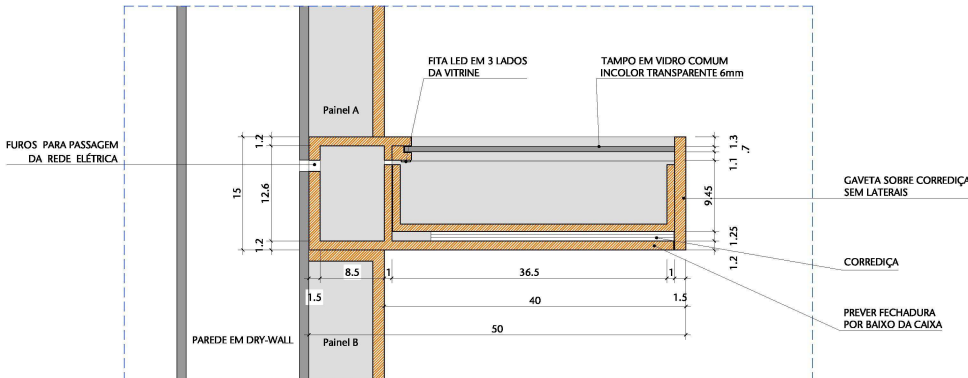 FITA LED EM 3 LADOS
DA VITRINE
TAMPO EM VIDRO COMUM
INCOLOR TRANSPARENTE 6mm
Painel A
FUROS PARA PASSAGEM
DA REDE ELÉTRICA
1.2
15
12.6
1.2
1.3
.7
1.1
9.45
1.25
1.2
GAVETA SOBRE CORREDIÇA
SEM LATERAIS
CORREDIÇA
8.5
1
36.5
1
1.5
40
1.5
50
PREVER FECHADURA
POR BAIXO DA CAIXA
PAREDE EM DRY-WALL
Painel B